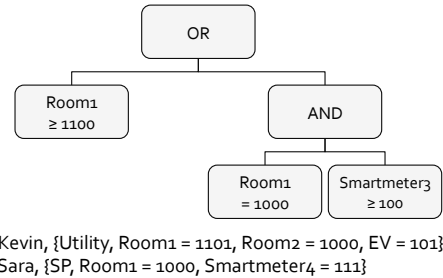 OR
Room1
≥ 1100
AND
Room1
= 1000
Smartmeter3
≥ 100
Kevin, {Utility, Room1 = 1101, Room2 = 1000, EV = 101}
Sara, {SP, Room1 = 1000, Smartmeter4 = 111}